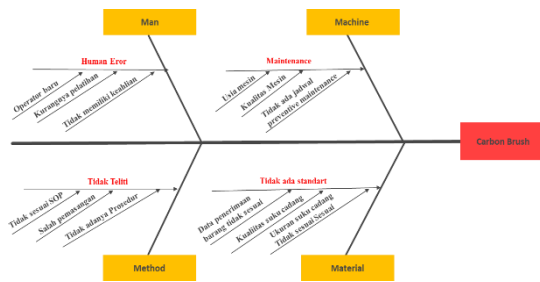 Man
Machine
Human Eror
Maintenance
Operator baru
Kurangnya pelatihan
Tidak memiliki keahlian
Usia mesin
Kualitas Mesin
Tidak ada jadwal
preventive maintenance
Carbon Brush
Tidak Teliti
Tidak ada standart
Tidak sesuai SOP
Salah pemasangan
Tidak adanya Prosedur
Data penerimaan
barang tidak sesuai
Kualiitas suku cadang
Ukuran suku cadang
Tidak sesuai Sesuai
Method
Material